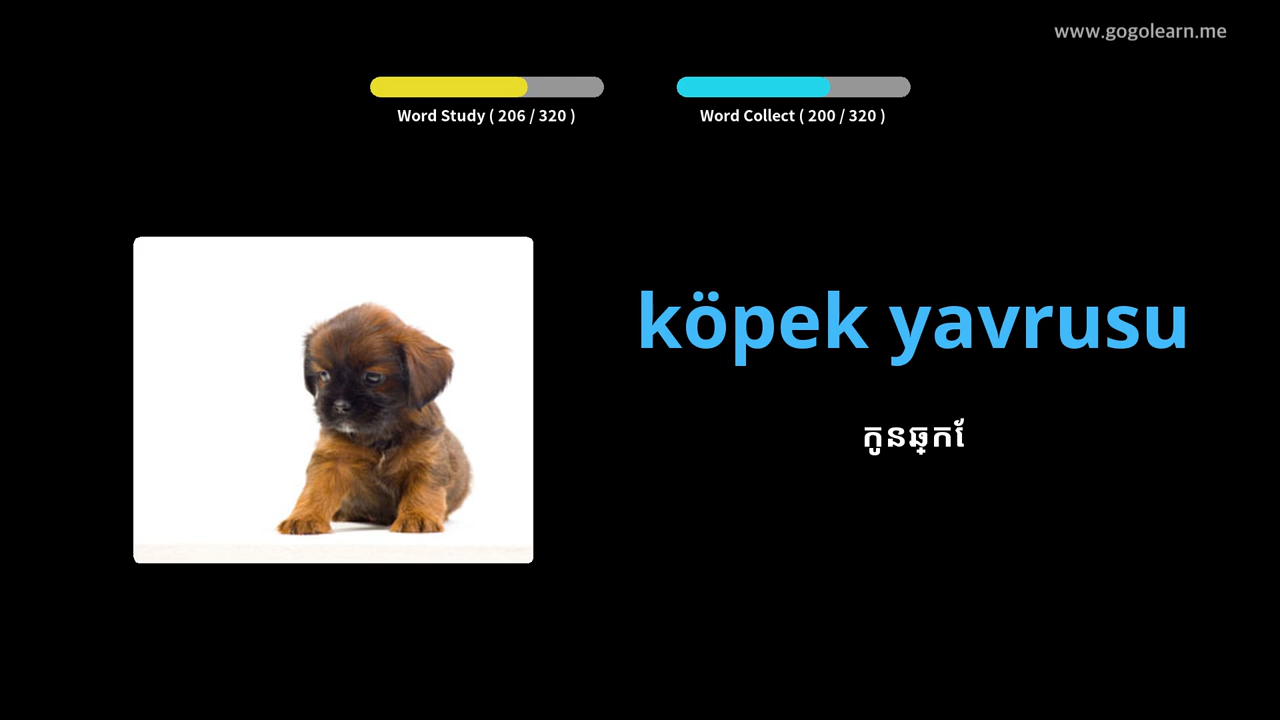 www.gogolearn.me
Word Study ( 206 / 320 )
Word Collect ( 200 / 320 )
köpek yavrusu
កូនឆ្កែ